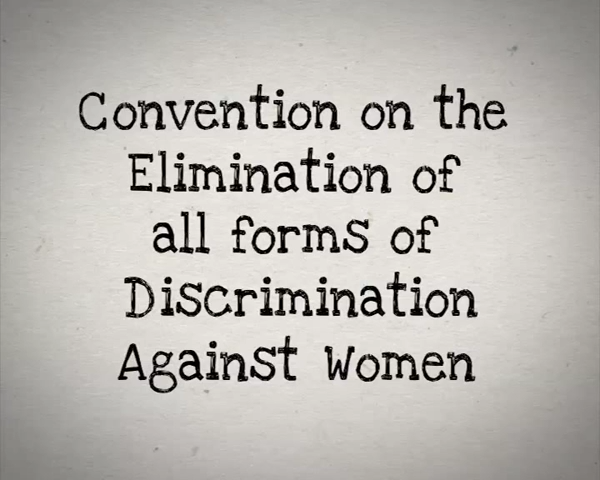 Convention on the
Elimination of
all forms of
Discrimination
Against Women